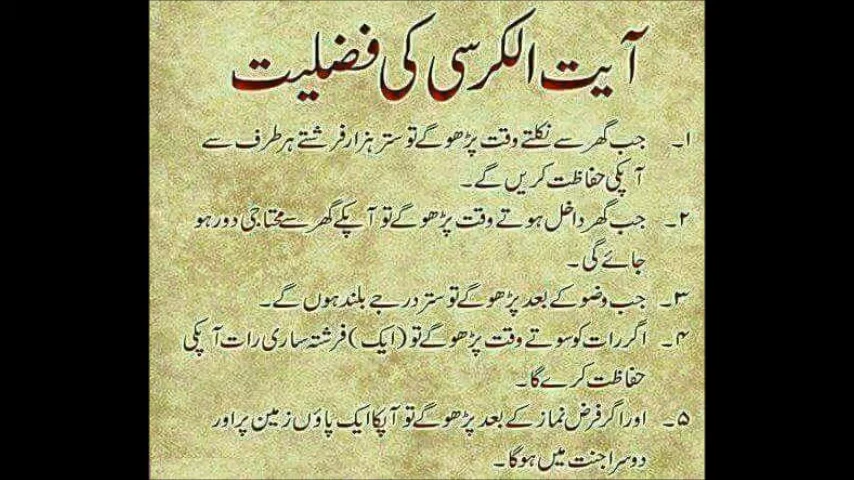 آیت الکرسی کی فضلیت
۱۔ جب گھر سے نکلتے وقت پڑھو گے تو ستر ہزار فرشتے ہر طرف سے
آپکی حفاظت کریں گے۔
۲۔ جب گھر داخل ہوتے وقت پڑھو گے تو آپکے گھر سے محتاجی دور ہو
جائے گی۔
۳۔ جب وضو کے بعد پڑھو گے تو ستر درجے بلند ہوں گے۔
۴۔ اگر رات کو سوتے وقت پڑھو گے تو (ایک) فرشتہ ساری رات آپکی
حفاظت کرے گا۔
۵۔ اور اگر فرض نماز کے بعد پڑھو گے تو آپکا ایک پاؤں زمین پر اور
دوسرا جنت میں ہو گا۔